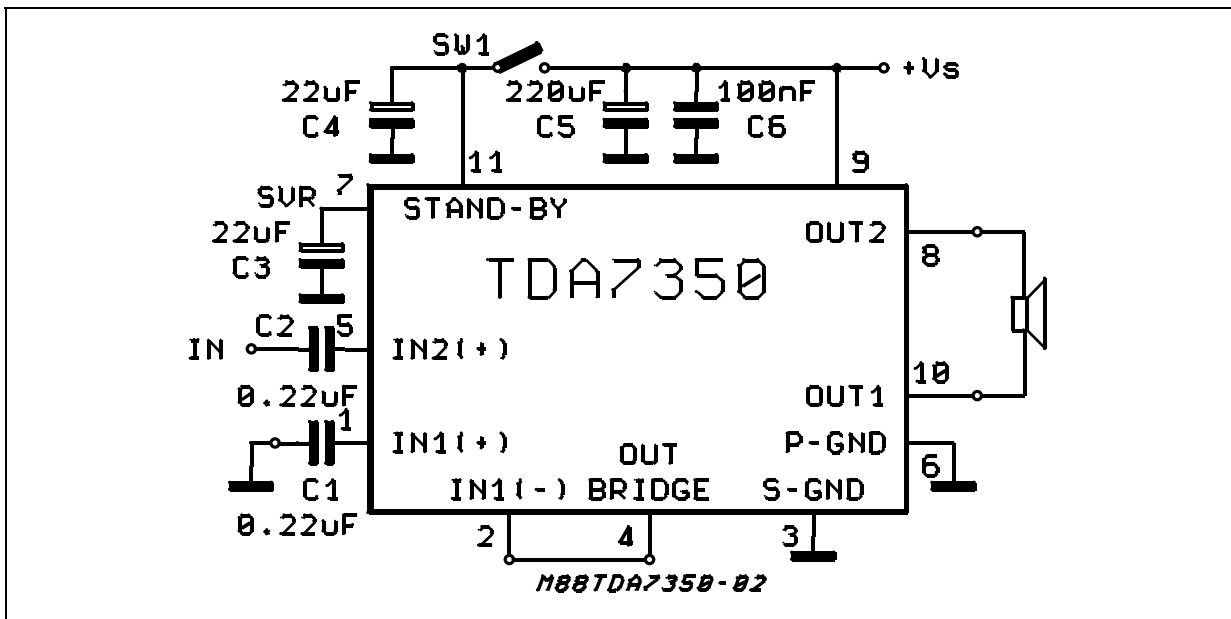 SW1
+Vs
22uF
C4
220uF
C5
100nF
C6
11
9
SVR
7
STAND-BY
22uF
C3
OUT2
8
TDA7350
C2
5
IN
IN2(+)
0.22uF
10
OUT1
1
IN1(+)
P-GND
6
C1
0.22uF
OUT
IN1(-)
BRIDGE
S-GND
2
4
3
M88TDA7350-02